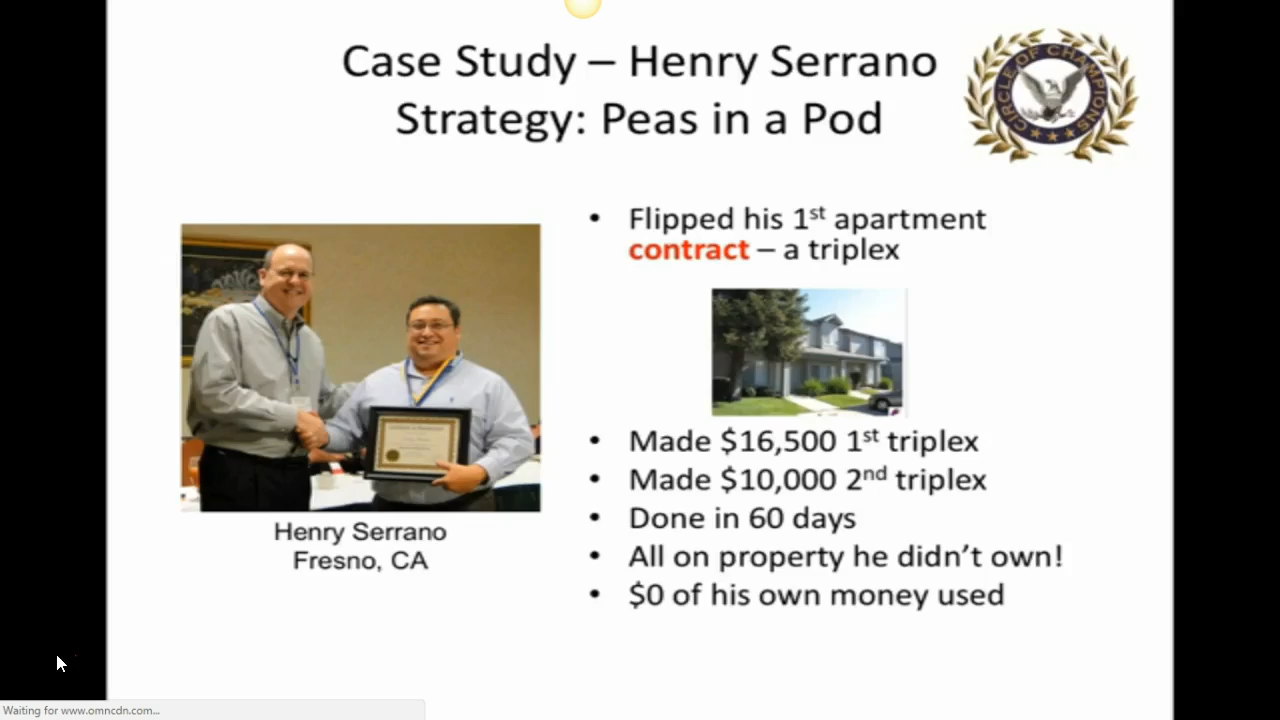 Case Study – Henry Serrano
Strategy: Peas in a Pod
CIRCLE OF CHAMPIONS
• Flipped his 1st apartment
contract – a triplex
• Made $16,500 1st triplex
• Made $10,000 2nd triplex
• Done in 60 days
• All on property he didn’t own!
• $0 of his own money used
Henry Serrano
Fresno, CA
Waiting for www.omncdn.com...